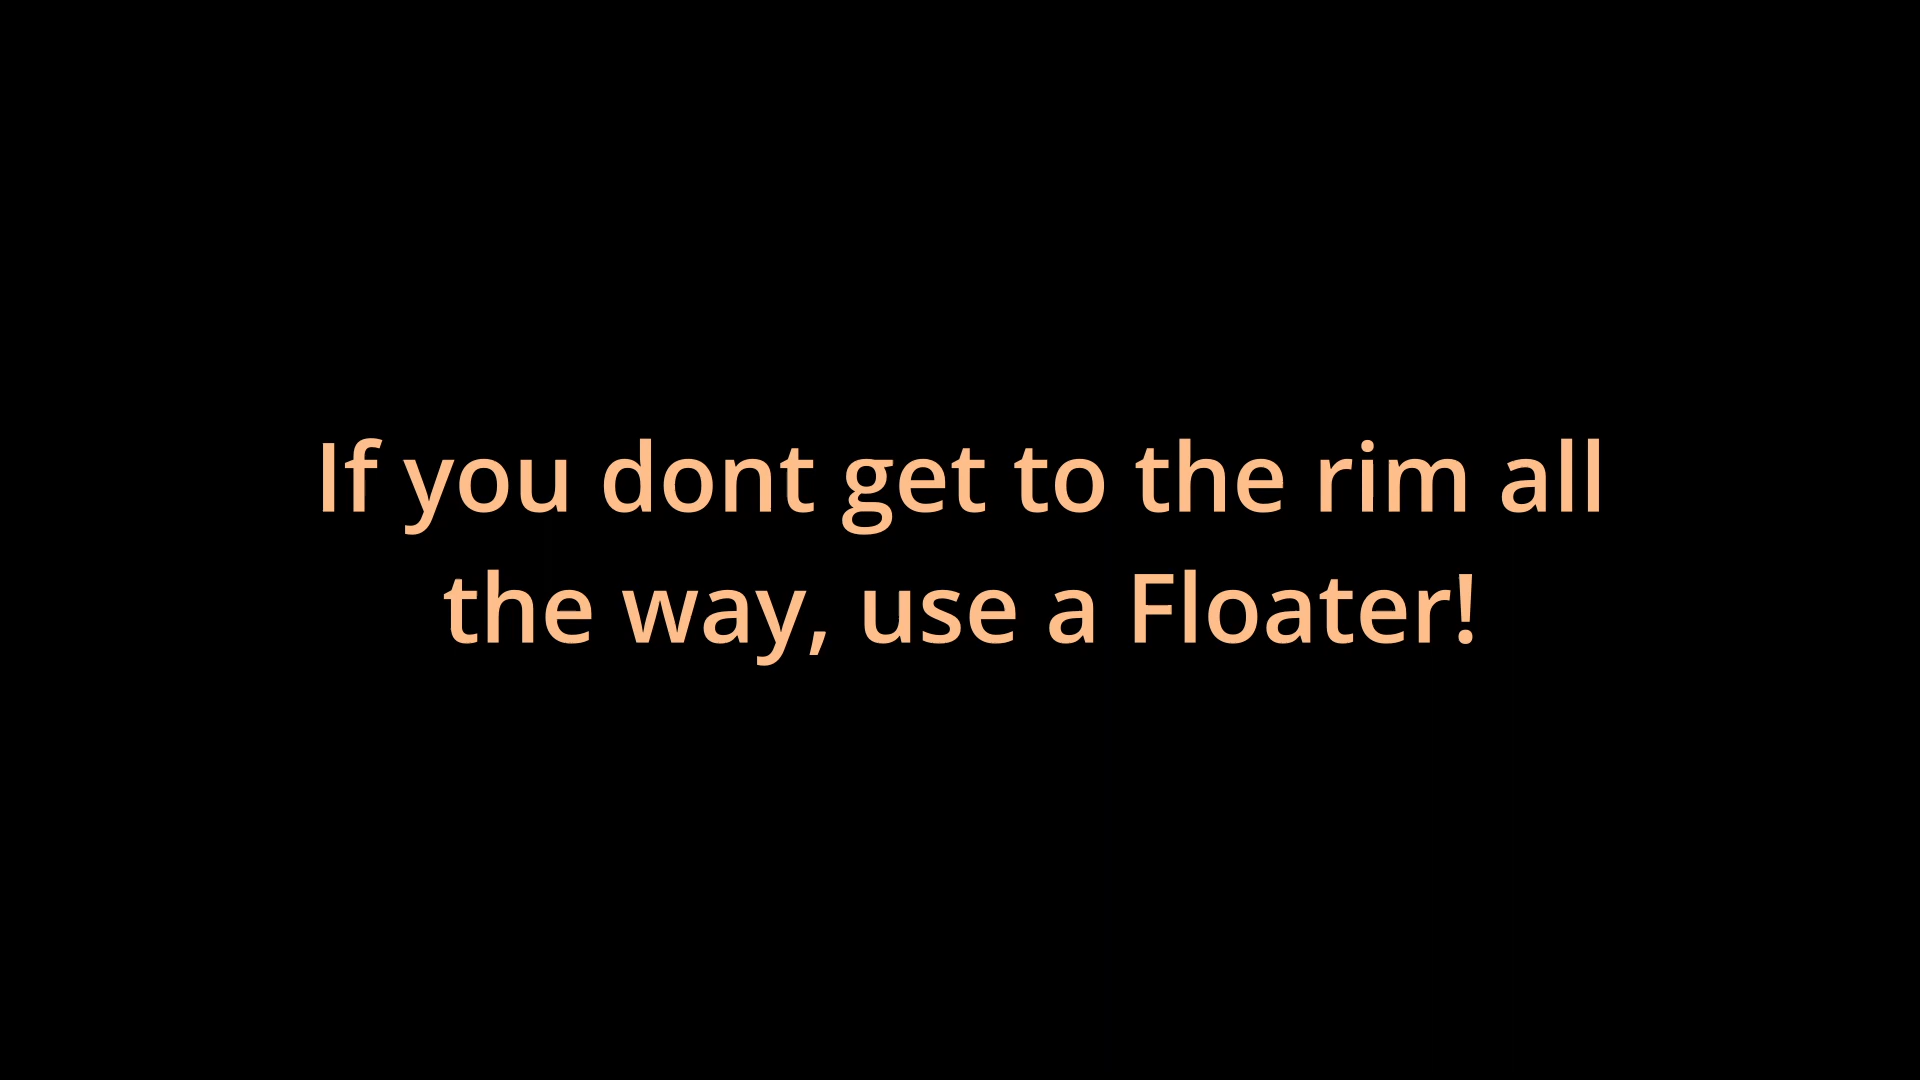 If you dont get to the rim all
the way, use a Floater!